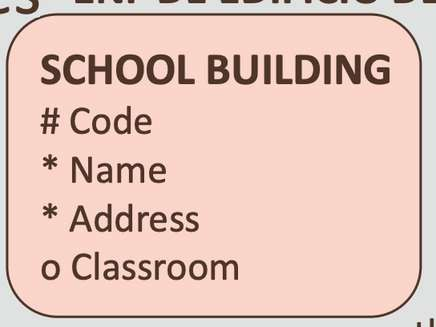 SCHOOL BUILDING
# Code
* Name
* Address
o Classroom